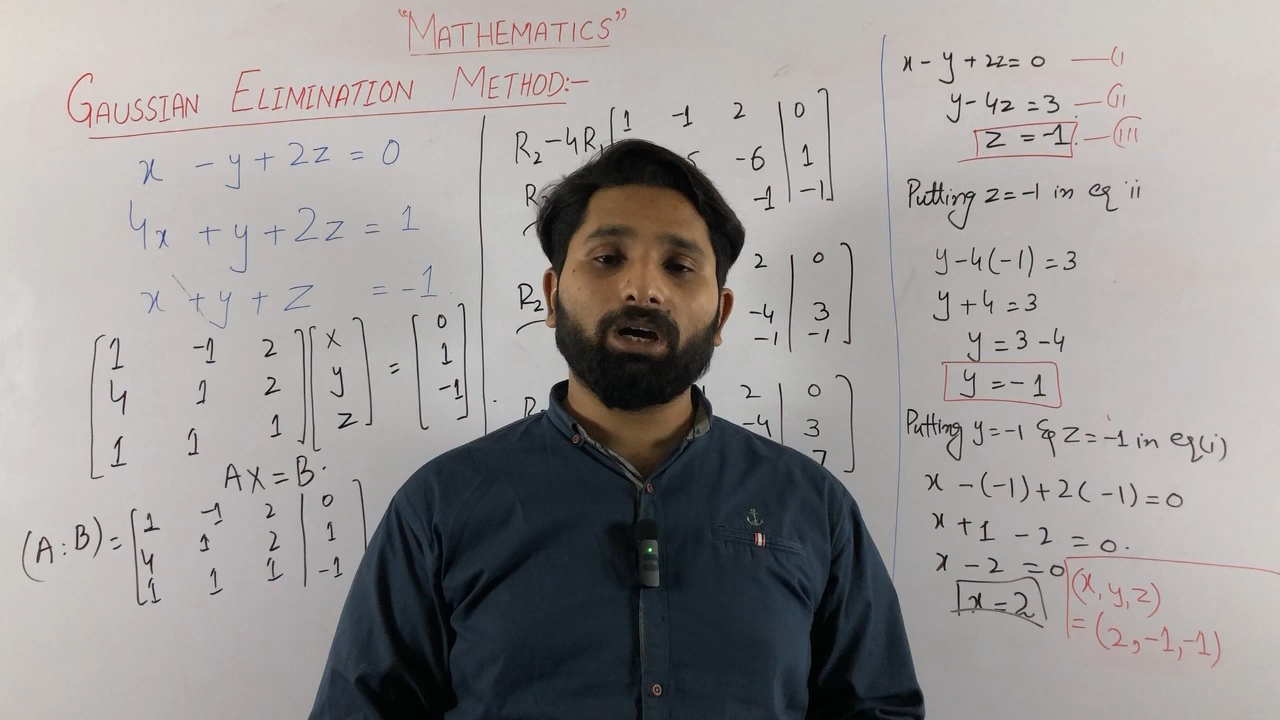 "MATHEMATICS"
GAUSSIAN ELIMINATION METHOD:-
x - y + 2z = 0
4x + y + 2z = 1
x + y + z = -1
1 -1 2 x 0
4 1 2 y = 1
1 1 1 z -1
AX = B
(A:B) = 1 -1 2 0
4 1 2 1
1 1 1 -1
R₂-4R₁ 1 -1 2 0
-6 1
-1 -1
2 0
R₂ -4 3
-1 -1
2 0
-4 3
7
x - y + 2z = 0 —(i
y - 4z = 3 —(ii
z = -1 —(iii)
Putting z=-1 in eq ii
y - 4(-1) = 3
y + 4 = 3
y = 3 - 4
y = -1
Putting y=-1 & z=-1 in eq(i)
x - (-1) + 2(-1) = 0
x + 1 - 2 = 0.
x - 2 = 0
x = 2
(x, y, z)
= (2, -1, -1)